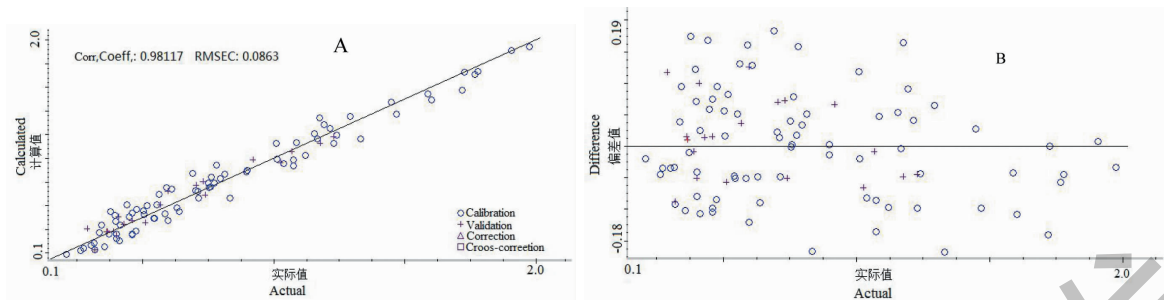 2.0
A
Corr,Coeff,: 0.98117 RMSEC: 0.0863
Calculated
计算值
Calibration
Validation
Correction
Croos-correetion
0.1
0.1
实际值
2.0
Actual
0.19
B
Difference
偏差值
-0.18
0.1
实际值
2.0
Actual